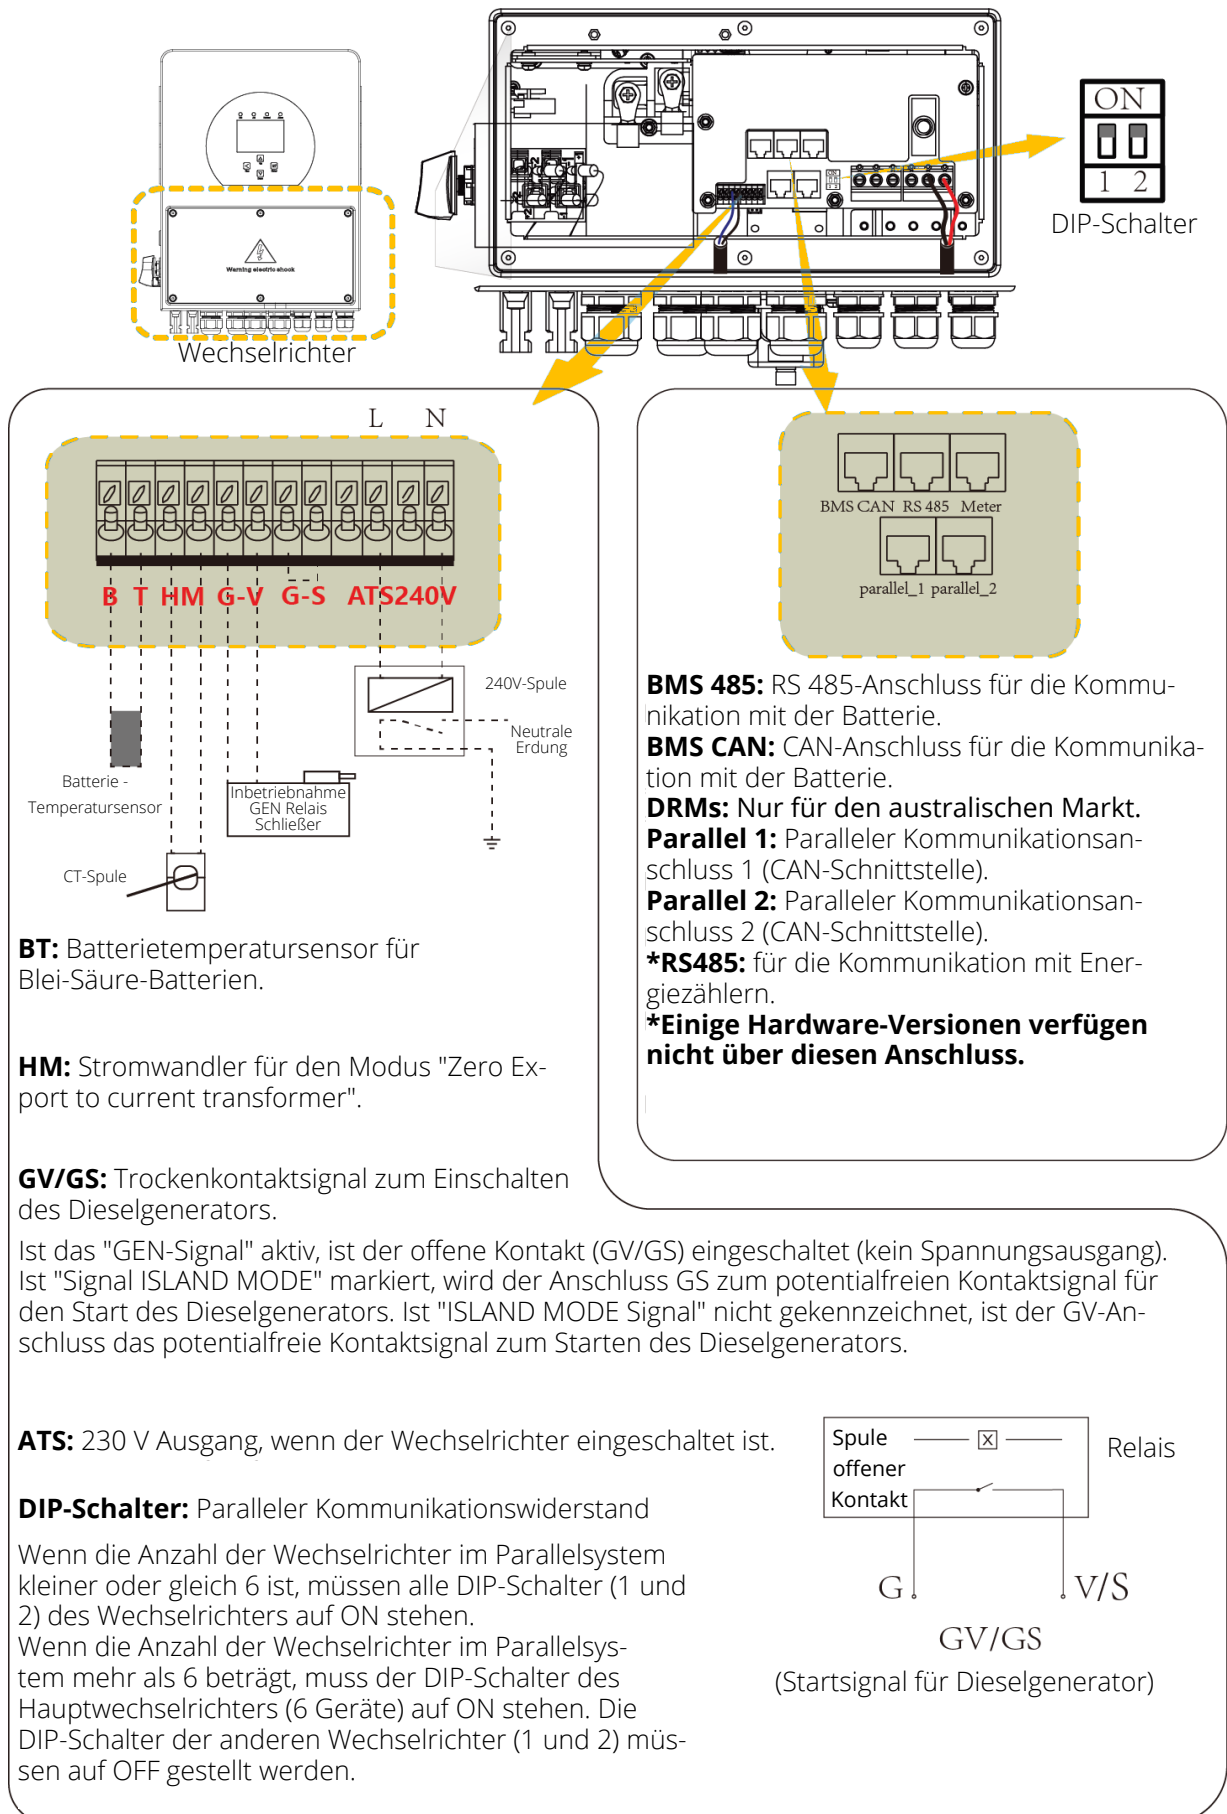 ON
1 2
DIP-Schalter
Warning electric shock
Wechselrichter
L N
B T HM G-V G-S ATS240V
240V-Spule
Neutrale
Erdung
Batterie -
Temperatursensor
Inbetriebnahme
GEN Relais
Schließer
CT-Spule
BMS CAN RS 485 Meter
parallel_1 parallel_2
BMS 485: RS 485-Anschluss für die Kommu-
nikation mit der Batterie.
BMS CAN: CAN-Anschluss für die Kommunika-
tion mit der Batterie.
DRMs: Nur für den australischen Markt.
Parallel 1: Paralleler Kommunikationsan-
schluss 1 (CAN-Schnittstelle).
Parallel 2: Paralleler Kommunikationsan-
schluss 2 (CAN-Schnittstelle).
*RS485: für die Kommunikation mit Ener-
giezählern.
*Einige Hardware-Versionen verfügen
nicht über diesen Anschluss.
BT: Batterietemperatursensor für
Blei-Säure-Batterien.
HM: Stromwandler für den Modus "Zero Ex-
port to current transformer".
GV/GS: Trockenkontaktsignal zum Einschalten
des Dieselgenerators.
Ist das "GEN-Signal" aktiv, ist der offene Kontakt (GV/GS) eingeschaltet (kein Spannungsausgang).
Ist "Signal ISLAND MODE" markiert, wird der Anschluss GS zum potentialfreien Kontaktsignal für
den Start des Dieselgenerators. Ist "ISLAND MODE Signal" nicht gekennzeichnet, ist der GV-An-
schluss das potentialfreie Kontaktsignal zum Starten des Dieselgenerators.
ATS: 230 V Ausgang, wenn der Wechselrichter eingeschaltet ist.
DIP-Schalter: Paralleler Kommunikationswiderstand
Wenn die Anzahl der Wechselrichter im Parallelsystem
kleiner oder gleich 6 ist, müssen alle DIP-Schalter (1 und
2) des Wechselrichters auf ON stehen.
Wenn die Anzahl der Wechselrichter im Parallelsys-
tem mehr als 6 beträgt, muss der DIP-Schalter des
Hauptwechselrichters (6 Geräte) auf ON stehen. Die
DIP-Schalter der anderen Wechselrichter (1 und 2) müs-
sen auf OFF gestellt werden.
Spule
offener
Kontakt
X
Relais
G V/S
GV/GS
(Startsignal für Dieselgenerator)